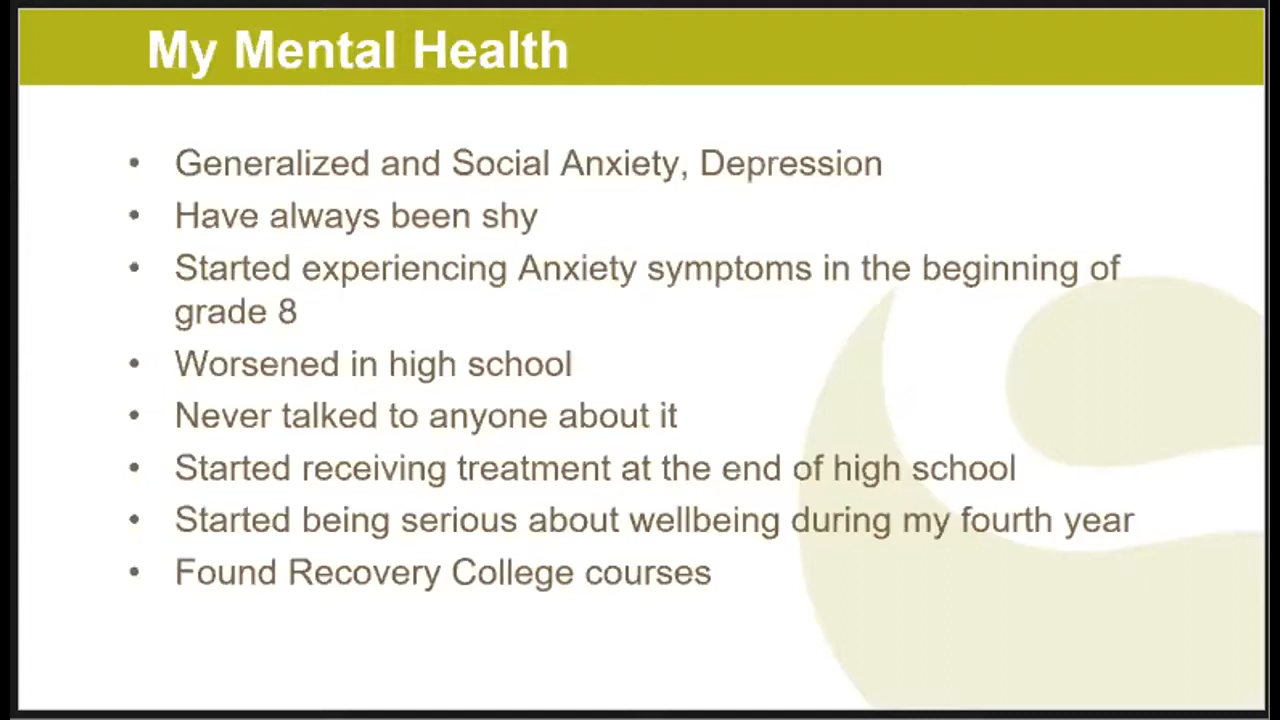 My Mental Health
• Generalized and Social Anxiety, Depression
• Have always been shy
• Started experiencing Anxiety symptoms in the beginning of
grade 8
• Worsened in high school
• Never talked to anyone about it
• Started receiving treatment at the end of high school
• Started being serious about wellbeing during my fourth year
• Found Recovery College courses